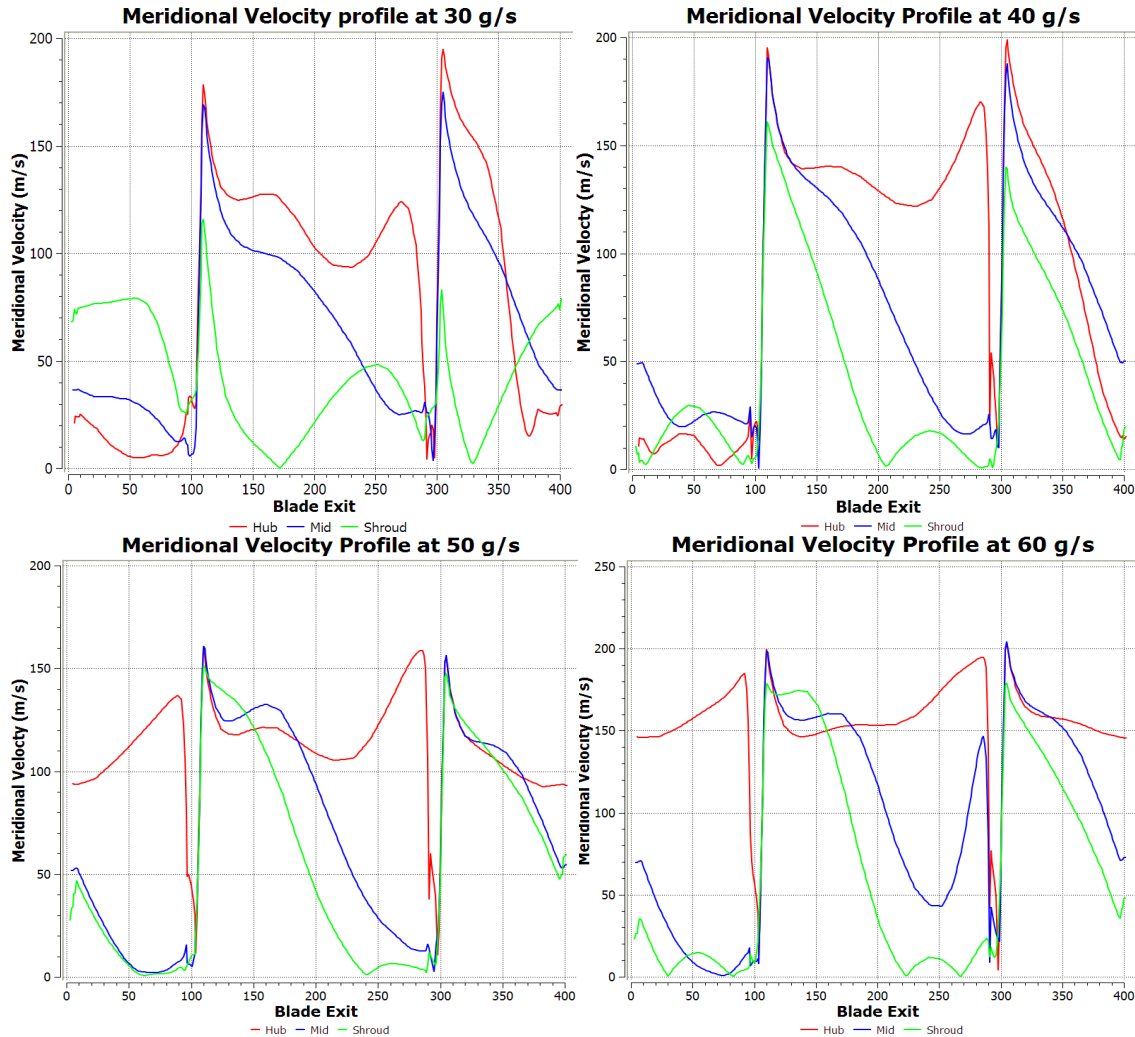 Meridional Velocity profile at 30 g/s
Meridional Velocity (m/s)
200
150
100
50
0
0 50 100 150 200 250 300 350 400
Blade Exit
Hub Mid Shroud
Meridional Velocity Profile at 40 g/s
Meridional Velocty (m/s)
200
150
100
50
0
0 50 100 150 200 250 300 350 400
Blade Exit
Hub Mid Shroud
Meridional Velocity Profile at 50 g/s
Meridional Velocity (m/s)
200
150
100
50
0
0 50 100 150 200 250 300 350 400
Blade Exit
Hub Mid Shroud
Meridional Velocity Profile at 60 g/s
Meridional Velocity (m/s)
250
200
150
100
50
0
0 50 100 150 200 250 300 350 400
Blade Exit
Hub Mid Shroud